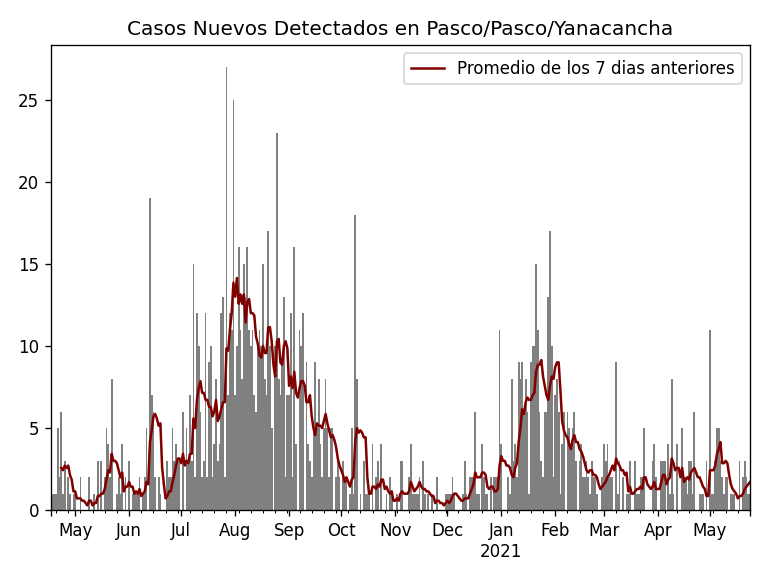 Casos Nuevos Detectados en Pasco/Pasco/Yanacancha
Promedio de los 7 dias anteriores
25
20
15
10
5
0
May Jun Jul Aug Sep Oct Nov Dec Jan Feb Mar Apr May
2021